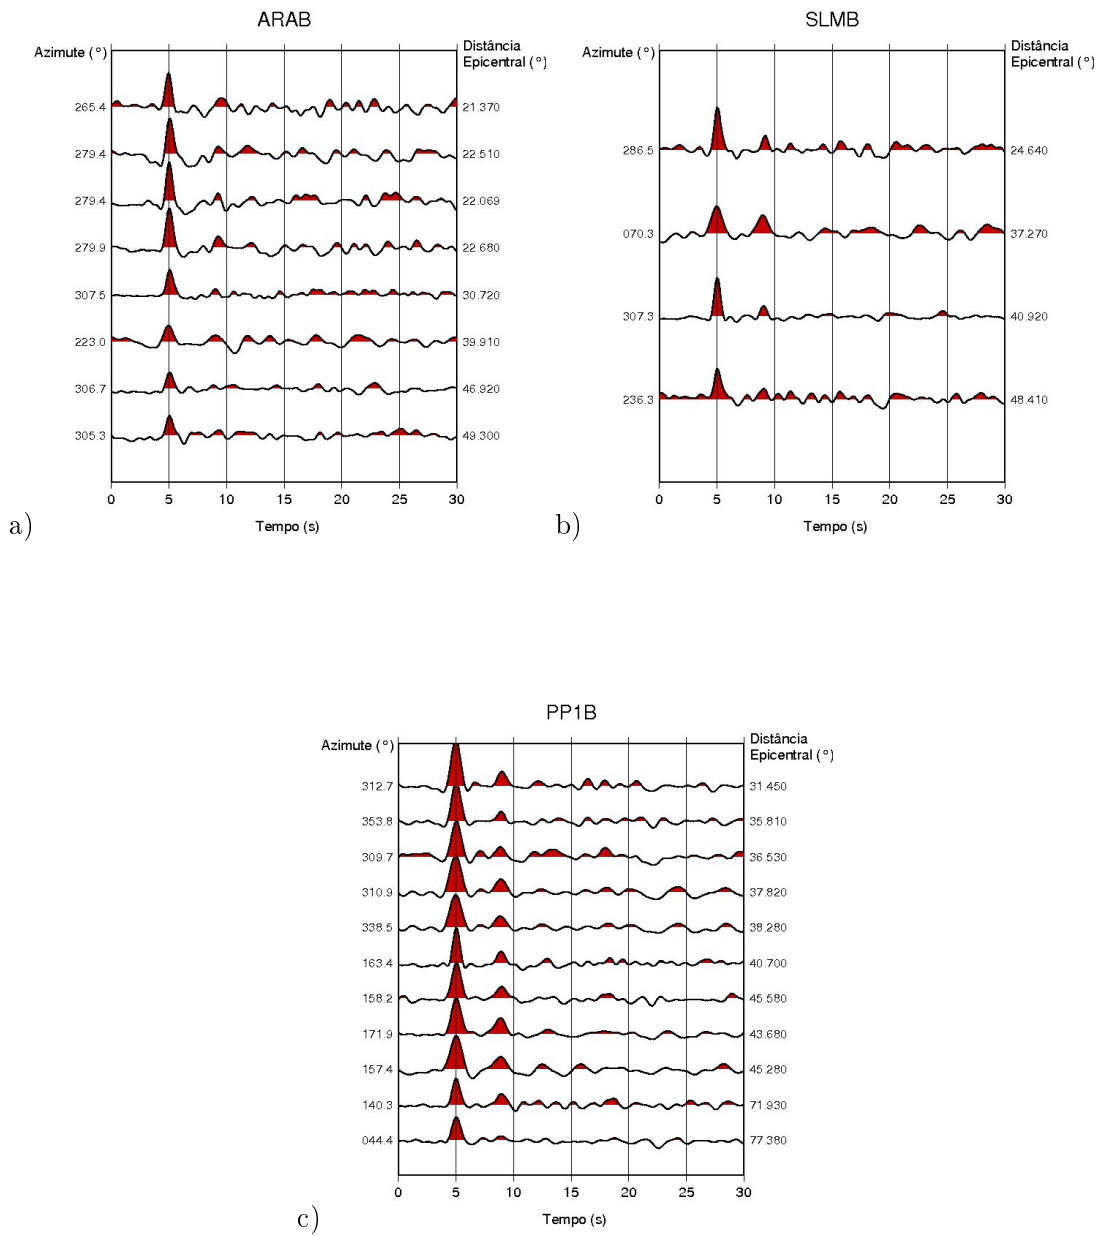 ARAB
Azimute (°)
Distância
Epicentral (°)
265.4
21.370
279.4
22.510
279.4
22.069
279.9
22.680
307.5
30.720
223.0
39.910
306.7
46.920
305.3
49.300
0 5 10 15 20 25 30
Tempo (s)
a)
SLMB
Azimute (°)
Distância
Epicentral (°)
286.5
24.640
070.3
37.270
307.3
40.920
236.3
48.410
0 5 10 15 20 25 30
Tempo (s)
b)
PP1B
Azimute (°)
Distância
Epicentral (°)
312.7
31.450
353.8
35.810
309.7
36.530
310.9
37.820
338.5
38.280
163.4
40.700
158.2
45.580
171.9
43.680
157.4
45.280
140.3
71.930
044.4
77.380
0 5 10 15 20 25 30
Tempo (s)
c)